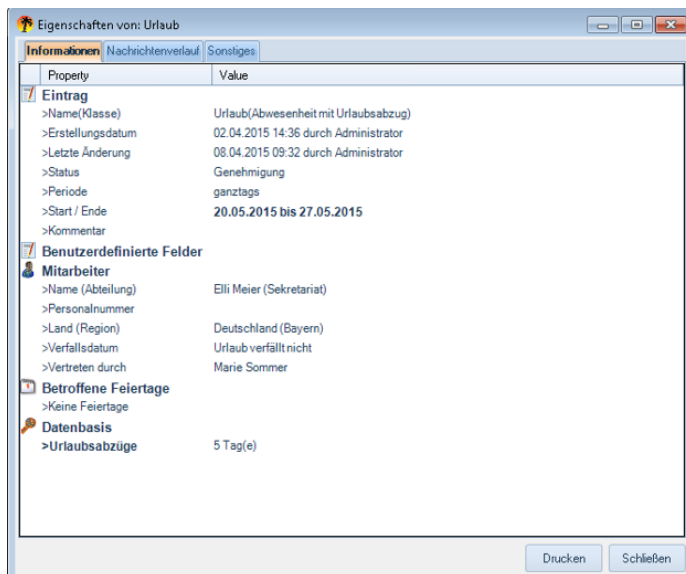 Eigenschaften von: Urlaub
Informationen Nachrichtenverlauf Sonstiges
Property Value
Eintrag
>Name(Klasse) Urlaub(Abwesenheit mit Urlaubsabzug)
>Erstellungsdatum 02.04.2015 14:36 durch Administrator
>Letzte Änderung 08.04.2015 09:32 durch Administrator
>Status Genehmigung
>Periode ganztags
>Start / Ende 20.05.2015 bis 27.05.2015
>Kommentar
Benutzerdefinierte Felder
Mitarbeiter
>Name (Abteilung) Elli Meier (Sekretariat)
>Personalnummer
>Land (Region) Deutschland (Bayern)
>Verfallsdatum Urlaub verfällt nicht
>Vertreten durch Marie Sommer
Betroffene Feiertage
>Keine Feiertage
Datenbasis
>Urlaubsabzüge 5 Tag(e)
Drucken Schließen